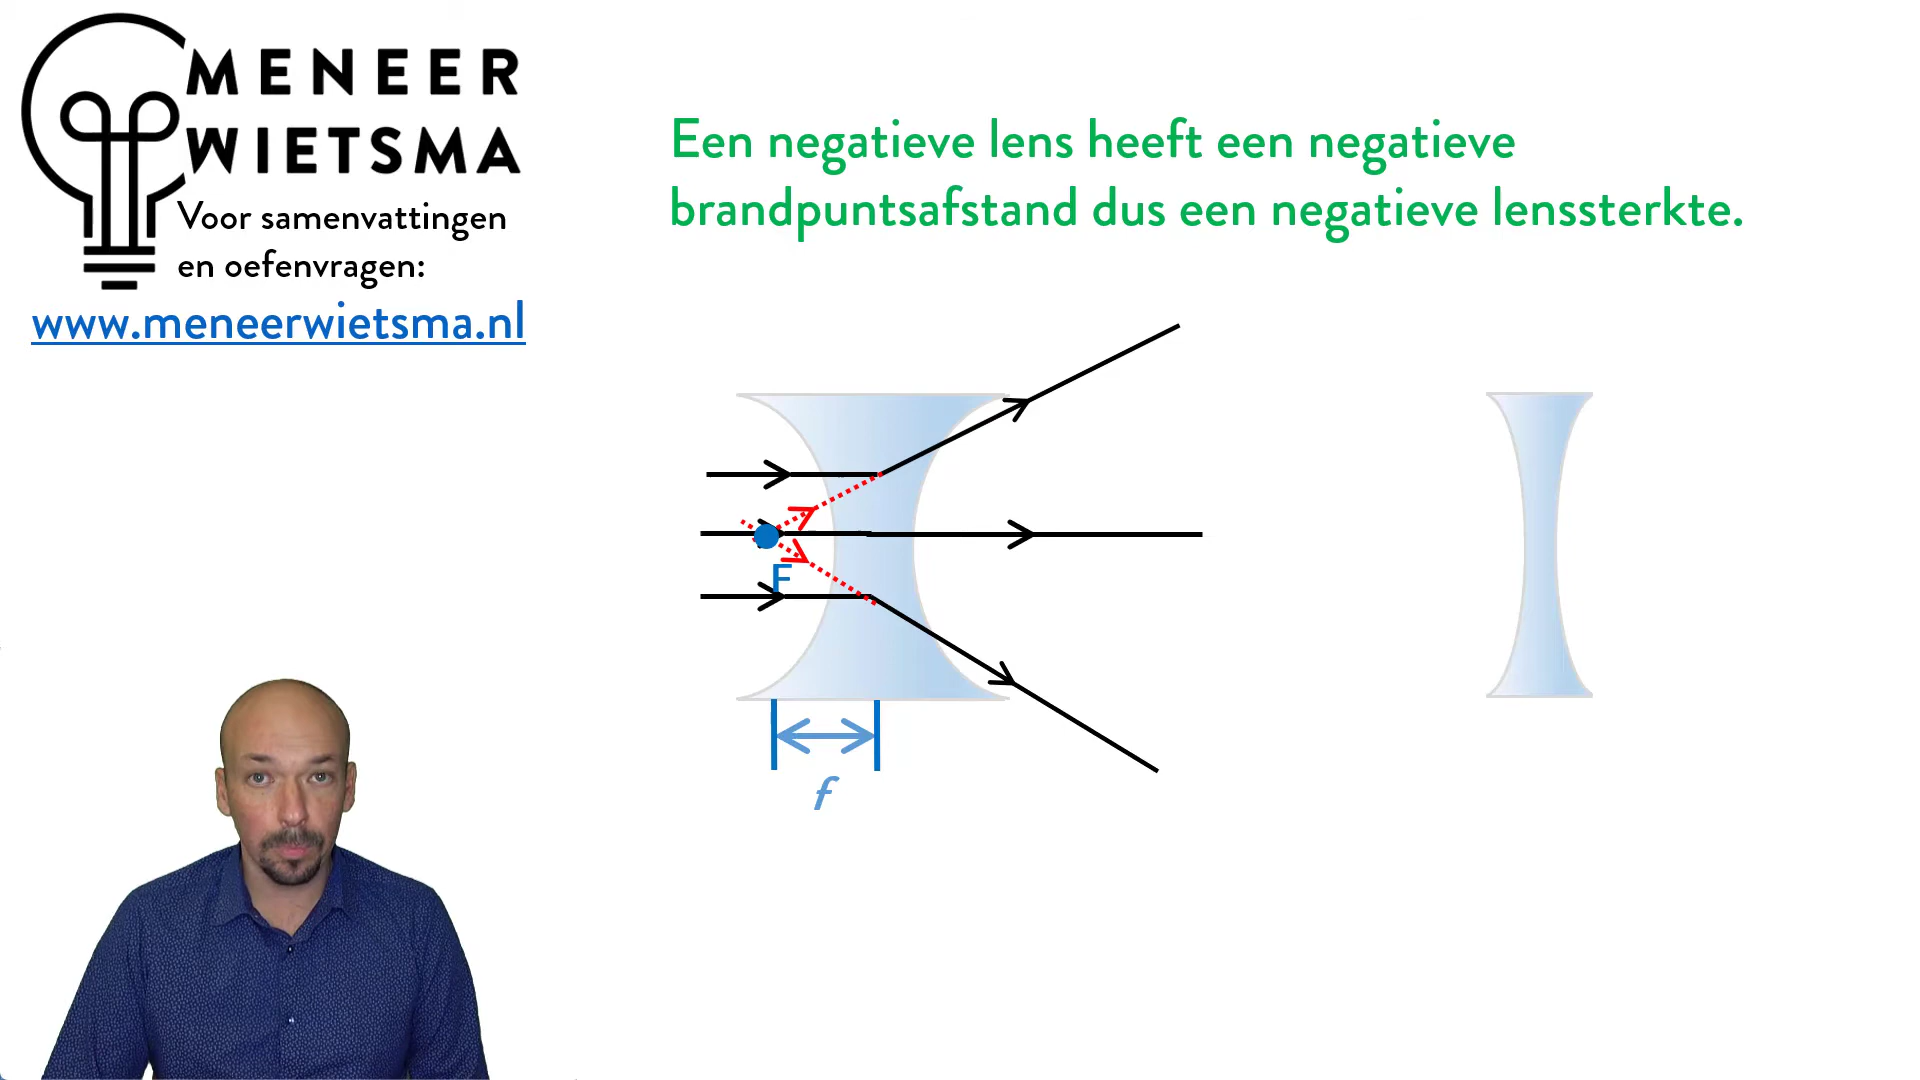 MENEER
WIETSMA
Voor samenvattingen
en oefenvragen:
www.meneerwietsma.nl
Een negatieve lens heeft een negatieve
brandpuntsafstand dus een negatieve lenssterkte.
F
f